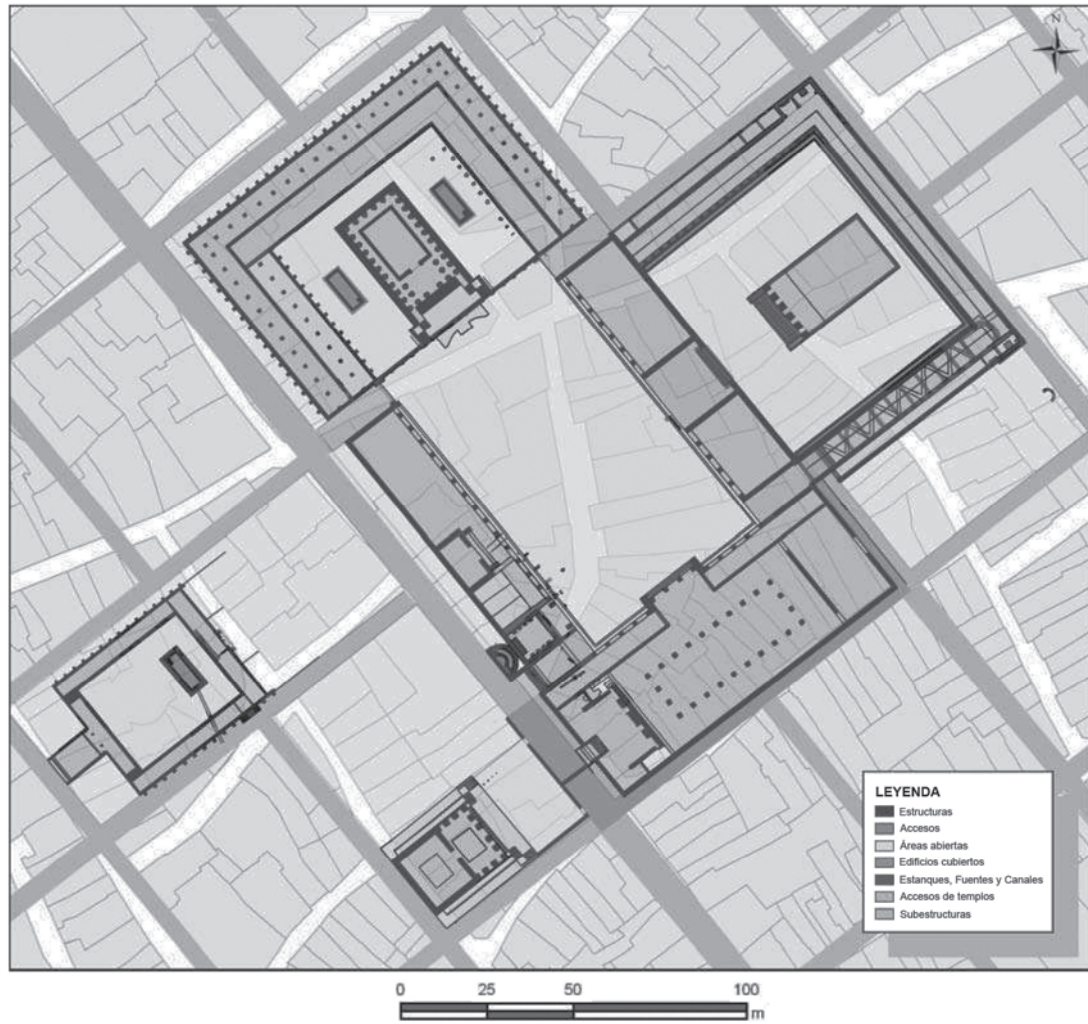 N
LEYENDA
Estructuras
Accesos
Áreas abiertas
Edificios cubiertos
Estanques, Fuentes y Canales
Accesos de templos
Subestructuras
0 25 50 100
m